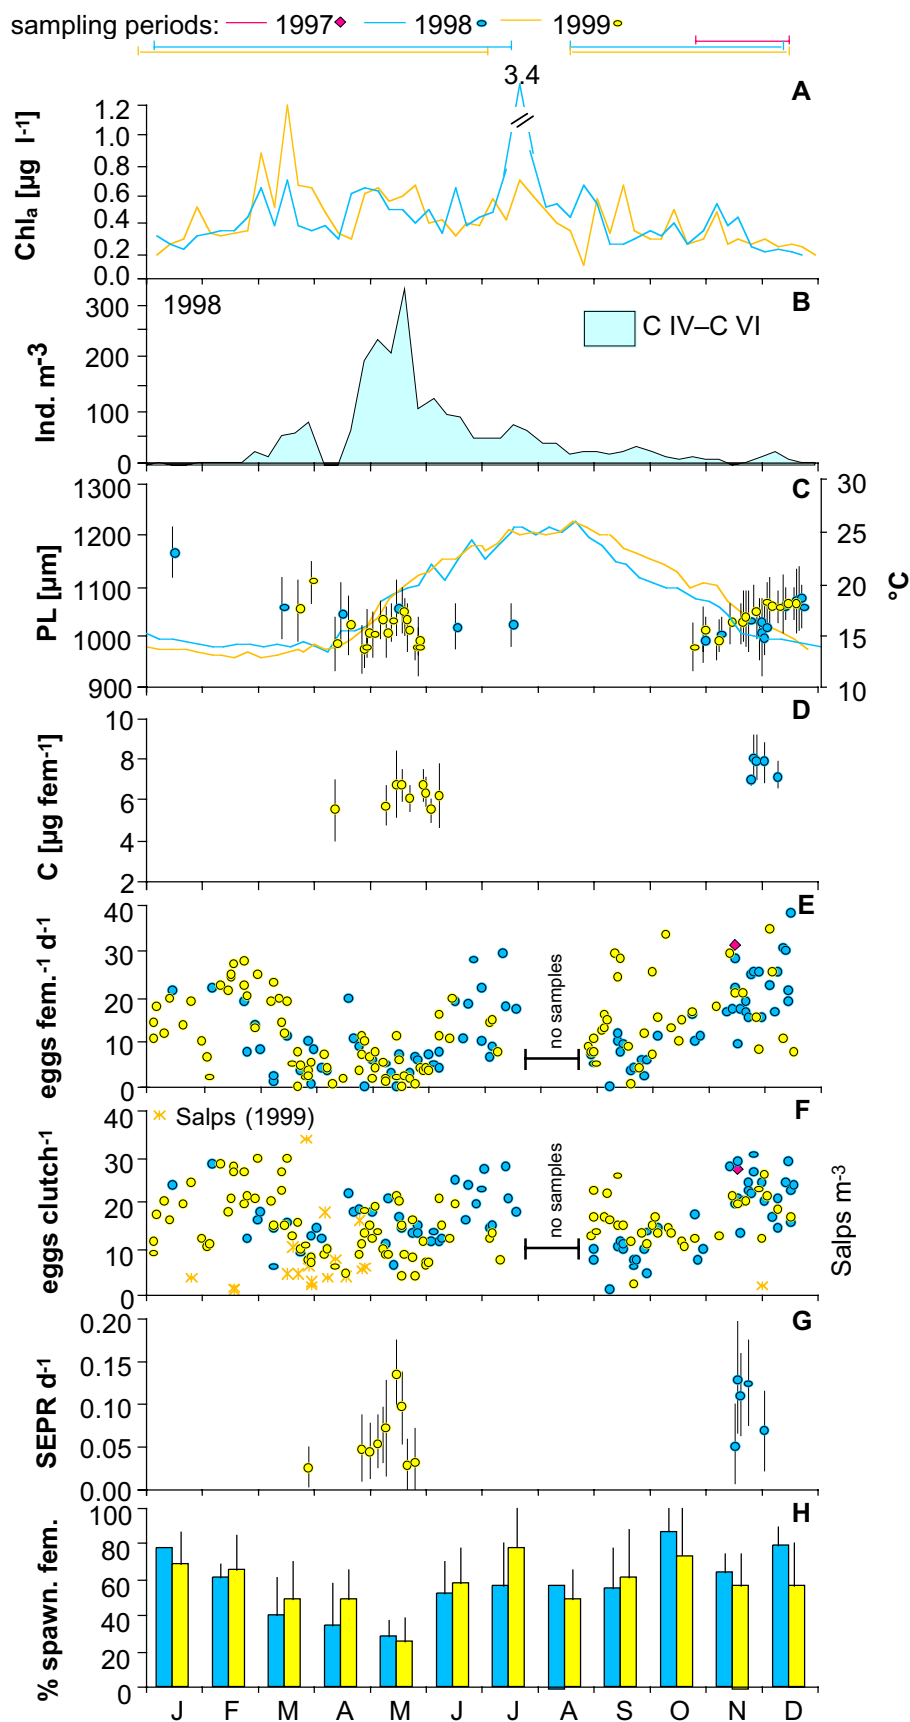 sampling periods: 1997 1998 1999
3.4
A
Chla [µg l-1]
1.2
1.0
0.8
0.6
0.4
0.2
0.0
B
1998
C IV–C VI
Ind. m-3
300
200
100
0
C
PL [µm]
1300
1200
1100
1000
900
°C
30
25
20
15
10
D
C [µg fem-1]
10
8
6
4
2
E
eggs fem.-1 d-1
40
30
20
10
0
no samples
F
Salps (1999)
eggs clutch-1
40
30
20
10
0
no samples
Salps m-3
G
SEPR d-1
0.20
0.15
0.10
0.05
0.00
H
% spawn. fem.
100
80
60
40
20
0
J F M A M J J A S O N D